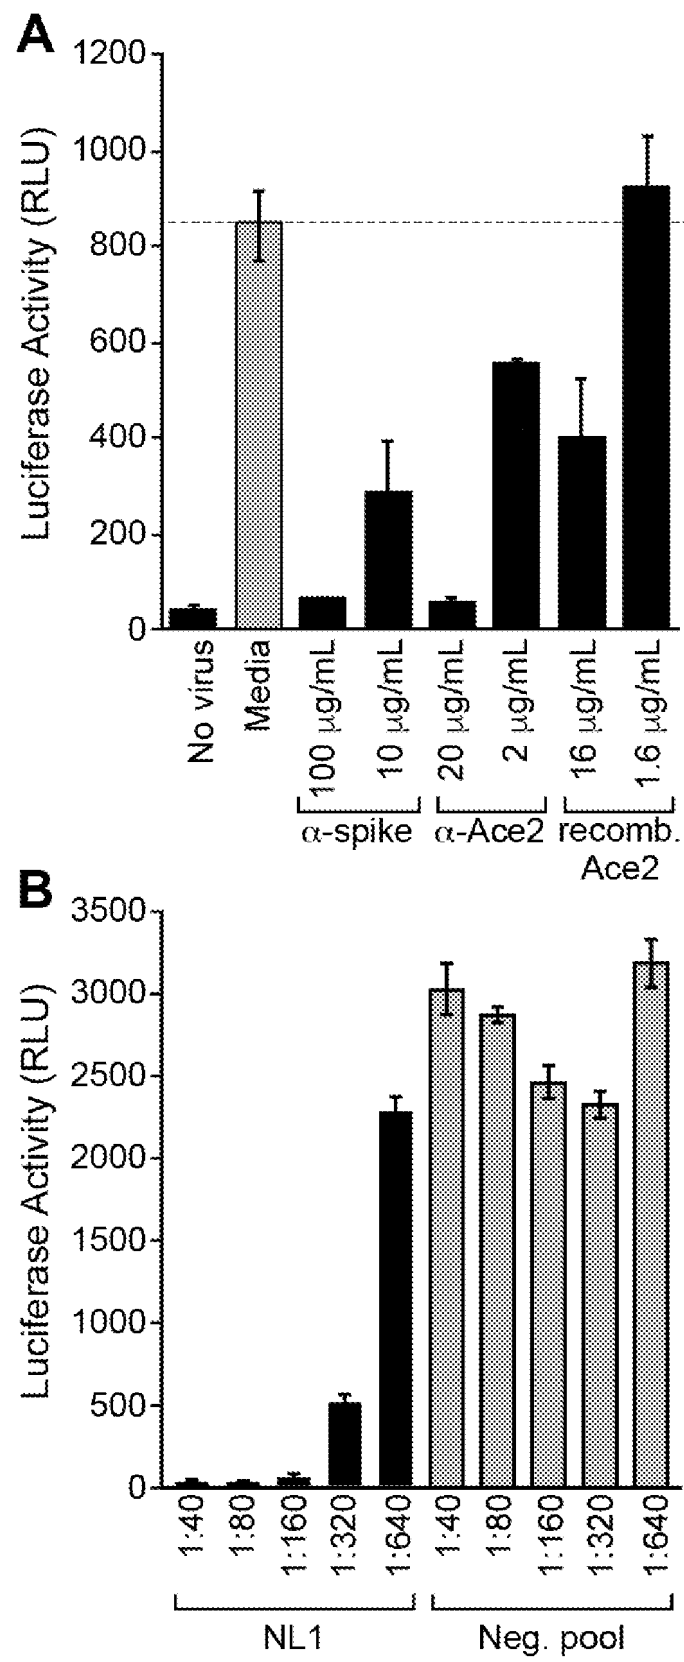 A
1200
1000
800
600
400
200
0
Luciferase Activity (RLU)
No virus
Media
100 μg/mL
10 μg/mL
20 μg/mL
2 μg/mL
16 μg/mL
1.6 μg/mL
α-spike
α-Ace2
recomb.
Ace2
B
3500
3000
2500
2000
1500
1000
500
0
Luciferase Activity (RLU)
1:40
1:80
1:160
1:320
1:640
1:40
1:80
1:160
1:320
1:640
NL1
Neg. pool